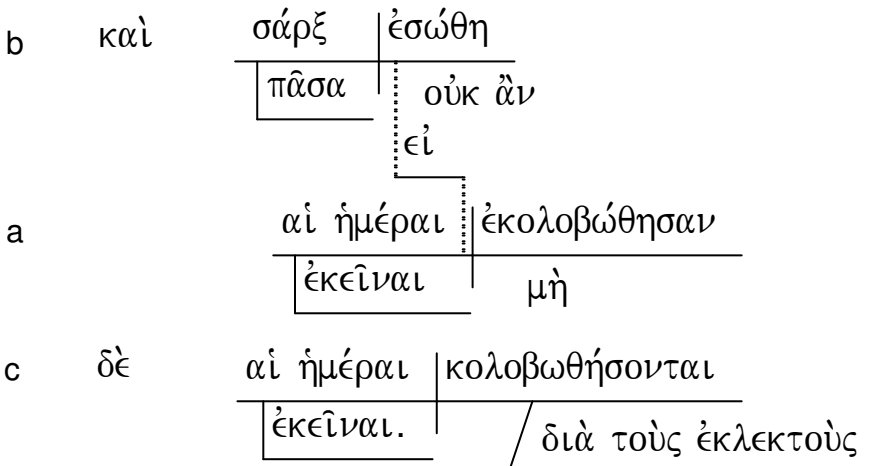 b καὶ σάρξ ἐσώθη
πᾶσα οὐκ ἂν
εἰ
a αἱ ἡμέραι ἐκολοβώθησαν
ἐκεῖναι μὴ
c δὲ αἱ ἡμέραι κολοβωθήσονται
ἐκεῖναι. διὰ τοὺς ἐκλεκτοὺς